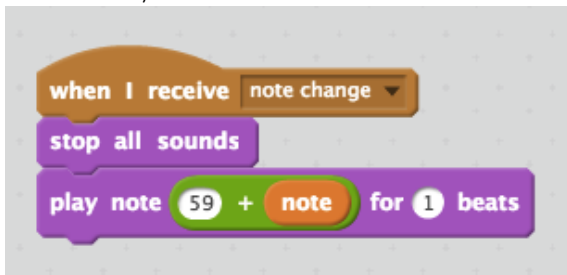 when I receive note change
stop all sounds
play note 59 + note for 1 beats